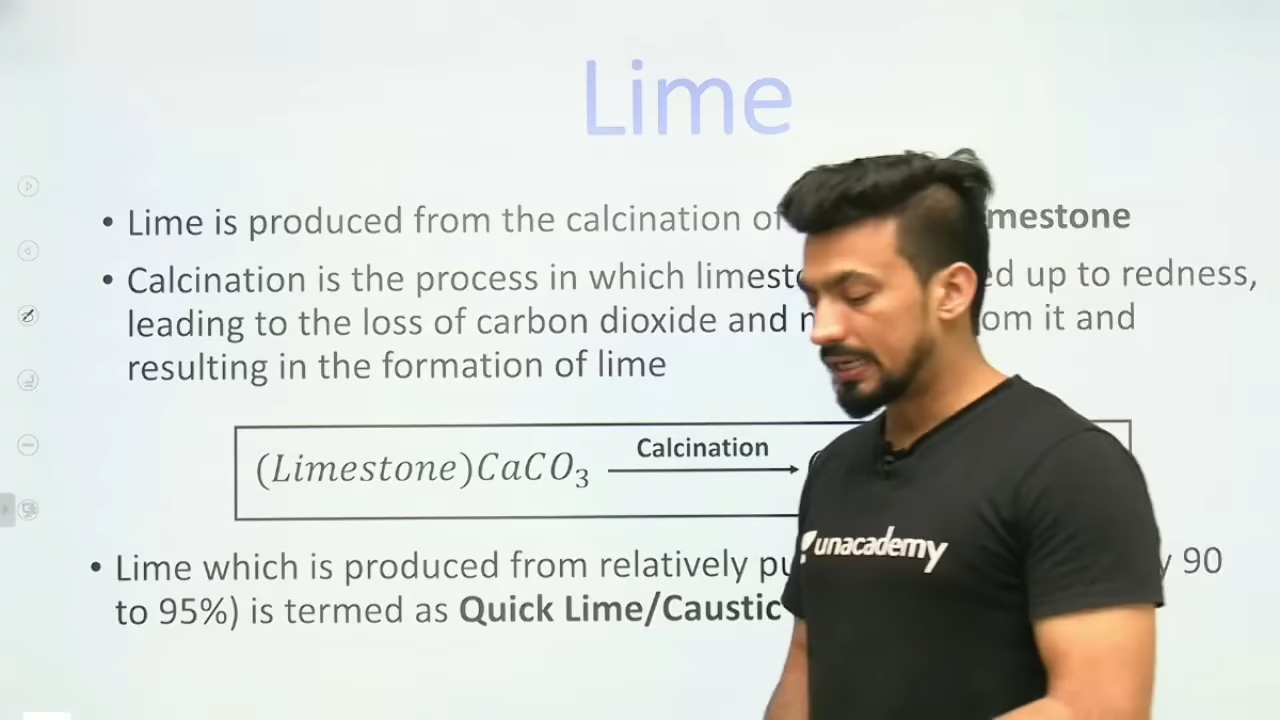 Lime
• Lime is produced from the calcination of mestone
• Calcination is the process in which limest ed up to redness,
leading to the loss of carbon dioxide and om it and
resulting in the formation of lime
Calcination
(Limestone)CaCO₃
• Lime which is produced from relatively pu y 90
to 95%) is termed as Quick Lime/Caustic
unacademy